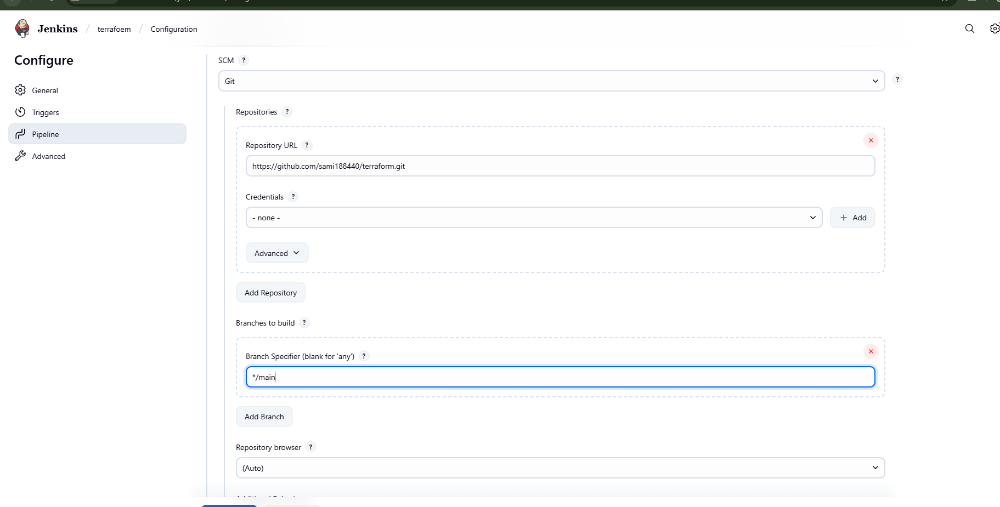 Jenkins / terrafoem / Configuration
Configure
General
Triggers
Pipeline
Advanced
SCM ?
Git
?
Repositories ?
Repository URL ?
https://github.com/sami188440/terraform.git
Credentials ?
- none -
+ Add
Advanced
Add Repository
Branches to build ?
Branch Specifier (blank for 'any') ?
*/main
Add Branch
Repository browser ?
(Auto)